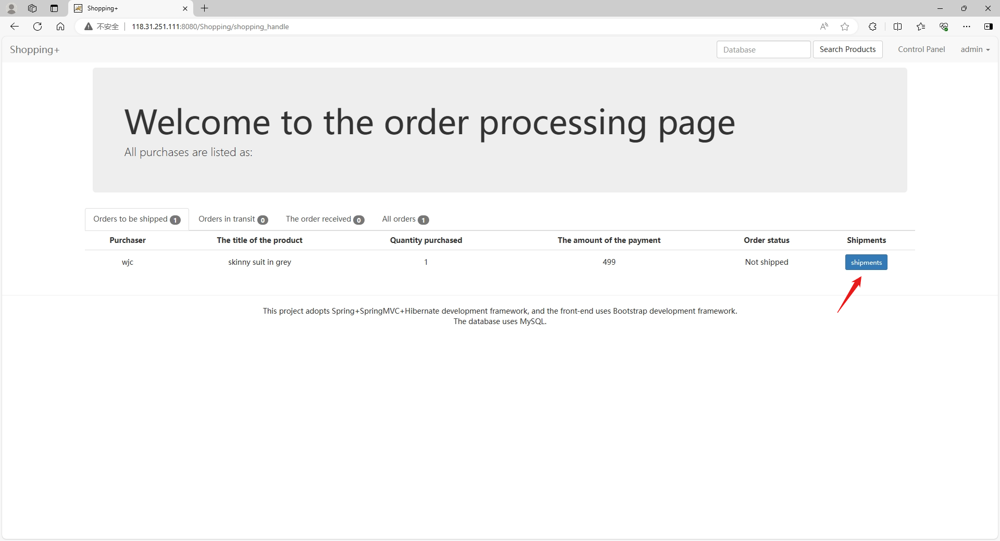 Shopping+
不安全 118.31.251.111:8080/Shopping/shopping_handle
Shopping+ Database Search Products Control Panel admin
Welcome to the order processing page
All purchases are listed as:
Orders to be shipped 1 Orders in transit 0 The order received 0 All orders 1
Purchaser The title of the product Quantity purchased The amount of the payment Order status Shipments
wjc skinny suit in grey 1 499 Not shipped shipments
This project adopts Spring+SpringMVC+Hibernate development framework, and the front-end uses Bootstrap development framework.
The database uses MySQL.